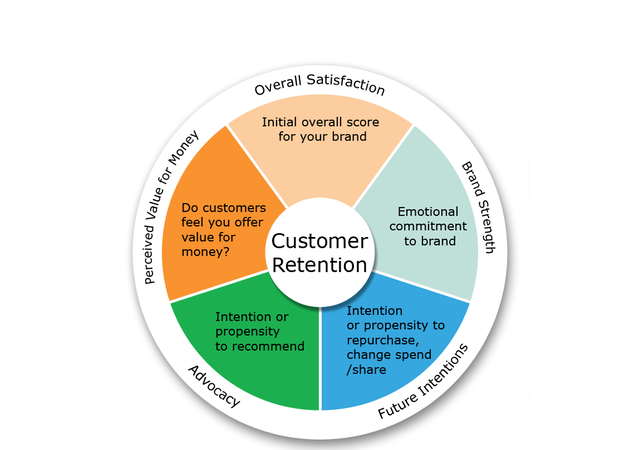 Overall Satisfaction
Initial overall score
for your brand
Brand Strength
Emotional
commitment
to brand
Future Intentions
Intention
or propensity to
repurchase,
change spend
/share
Advocacy
Intention or
propensity
to recommend
Perceived Value for Money
Do customers
feel you offer
value for
money?
Customer
Retention